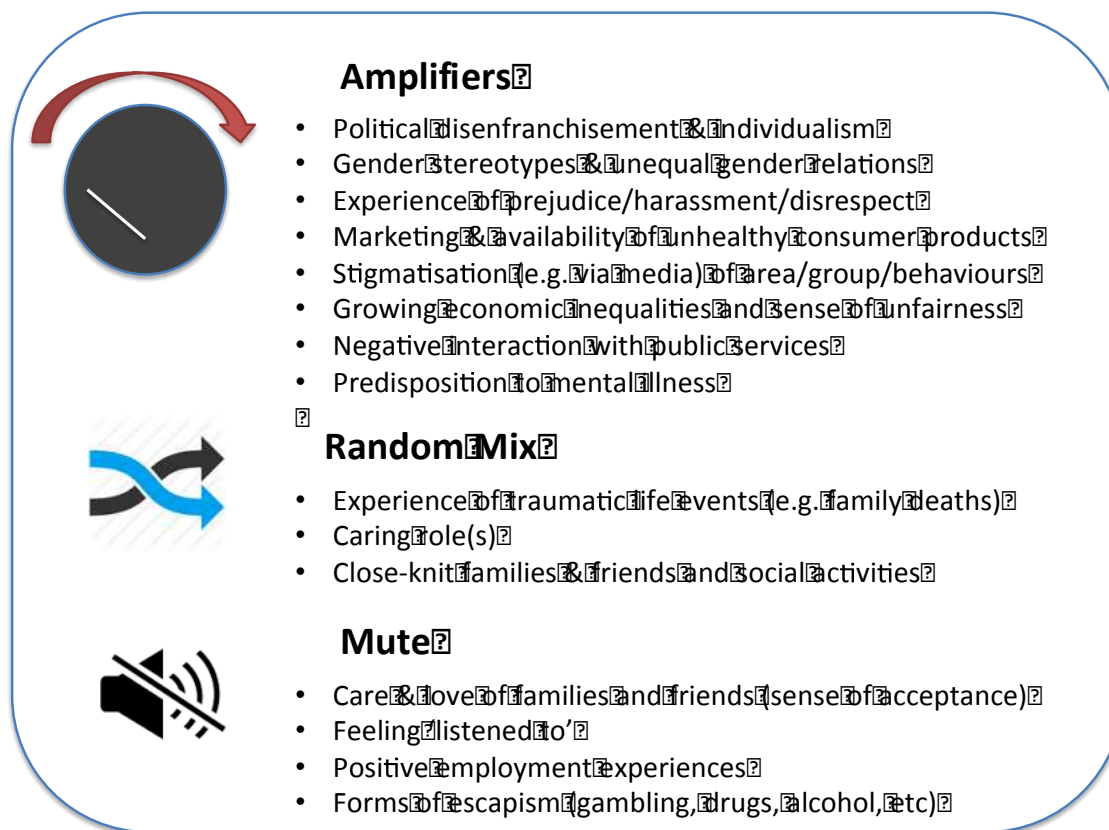 Amplifiers
• Political disenfranchisement & individualism
• Gender stereotypes & unequal gender relations
• Experience of prejudice/harassment/disrespect
• Marketing & availability of unhealthy consumer products
• Stigmatisation (e.g. via media) of area/group/behaviours
• Growing economic inequalities and sense of unfairness
• Negative interaction with public services
• Predisposition to mental illness
Random Mix
• Experience of traumatic life events (e.g. family deaths)
• Caring role(s)
• Close-knit families & friends and social activities
Mute
• Care & love of families and friends (sense of acceptance)
• Feeling ‘listened to’
• Positive employment experiences
• Forms of escapism (gambling, drugs, alcohol, etc)